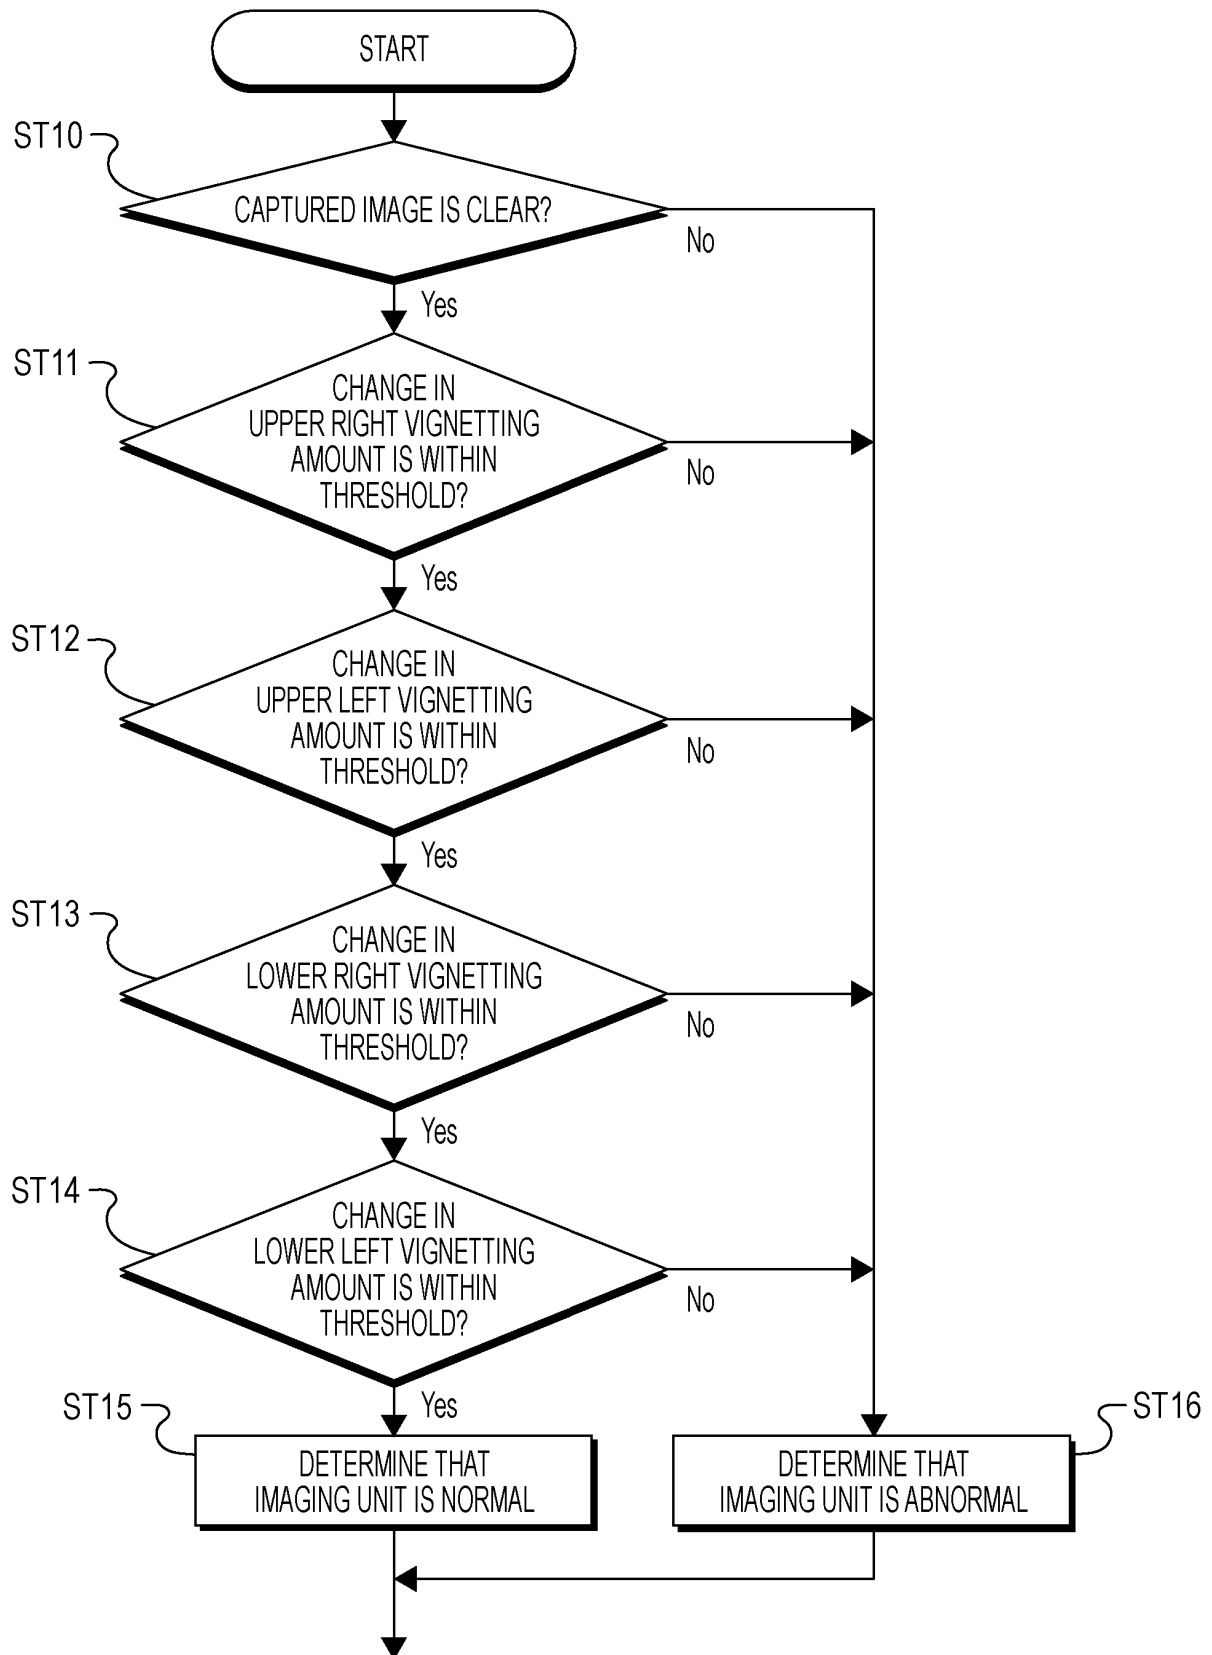 START
ST10
CAPTURED IMAGE IS CLEAR?
No
Yes
ST11
CHANGE IN
UPPER RIGHT VIGNETTING
AMOUNT IS WITHIN
THRESHOLD?
No
Yes
ST12
CHANGE IN
UPPER LEFT VIGNETTING
AMOUNT IS WITHIN
THRESHOLD?
No
Yes
ST13
CHANGE IN
LOWER RIGHT VIGNETTING
AMOUNT IS WITHIN
THRESHOLD?
No
Yes
ST14
CHANGE IN
LOWER LEFT VIGNETTING
AMOUNT IS WITHIN
THRESHOLD?
No
Yes
ST15
DETERMINE THAT
IMAGING UNIT IS NORMAL
ST16
DETERMINE THAT
IMAGING UNIT IS ABNORMAL